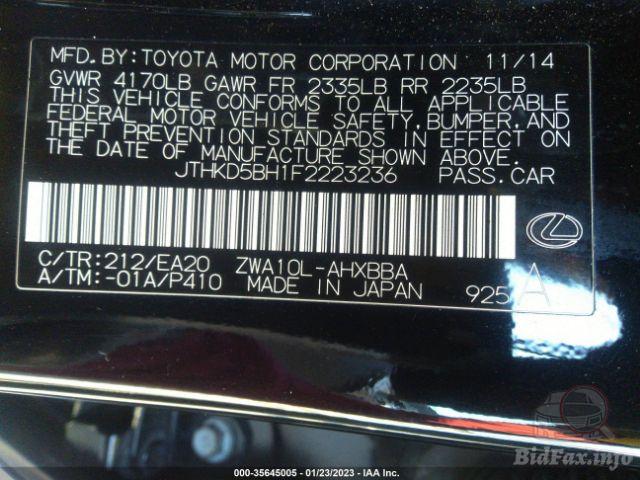 MFD.BY:TOYOTA MOTOR CORPORATION 11/14
GVWR 4170LB GAWR FR 2335LB RR 2235LB
THIS VEHICLE CONFORMS TO ALL APPLICABLE
FEDERAL MOTOR VEHICLE SAFETY,BUMPER,AND
THEFT PREVENTION STANDARDS IN EFFECT ON
THE DATE OF MANUFACTURE SHOWN ABOVE.
JTHKD5BH1F2223236 PASS.CAR
C/TR:212/EA20 ZWA10L-AHXBBA
A/TM:-01A/P410 MADE IN JAPAN 925 A
BidFax.info
000-35645005 - 01/23/2023 - IAA Inc.